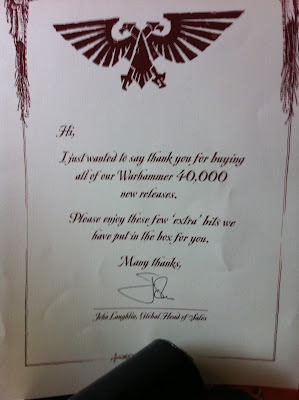 Hi,
I just wanted to say thank you for buying
all of our Warhammer 40,000
new releases.
Please enjoy these few 'extra' bits we
have put in the box for you.
Many thanks,
John Laughlin, Global Head of Sales